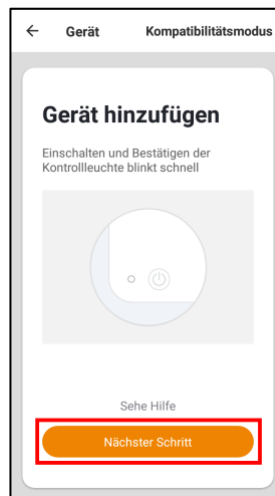 Gerät Kompatibilitätsmodus
Gerät hinzufügen
Einschalten und Bestätigen der
Kontrollleuchte blinkt schnell
Sehe Hilfe
Nächster Schritt